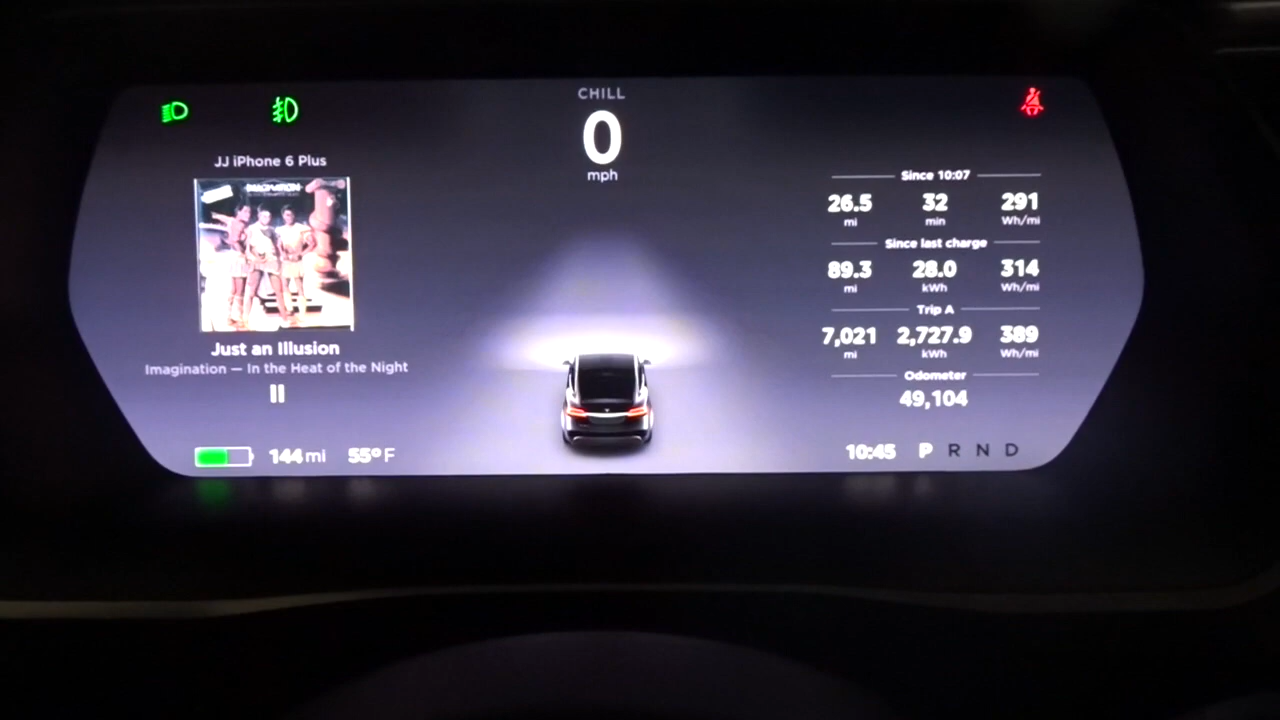 CHILL
0
mph
JJ iPhone 6 Plus
IMAGINATION
Just an Illusion
Imagination — In the Heat of the Night
144 mi 55° F
Since 10:07
26.5 32 291
mi min Wh/mi
Since last charge
89.3 28.0 314
mi kWh Wh/mi
Trip A
7,021 2,727.9 389
mi kWh Wh/mi
Odometer
49,104
10:45 P R N D